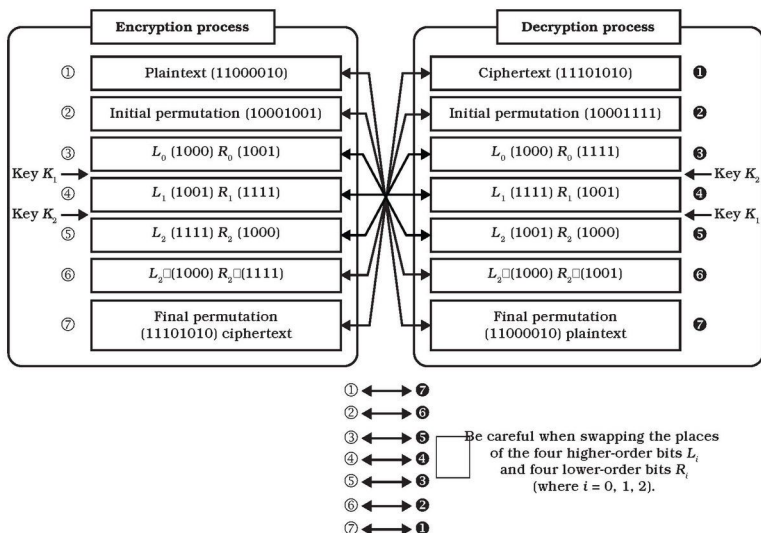 Encryption process
① Plaintext (11000010)
② Initial permutation (10001001)
③ L₀ (1000) R₀ (1001)
Key K₁
④ L₁ (1001) R₁ (1111)
Key K₂
⑤ L₂ (1111) R₂ (1000)
⑥ L₂□(1000) R₂□(1111)
⑦ Final permutation
(11101010) ciphertext
Decryption process
Ciphertext (11101010) ❶
Initial permutation (10001111) ❷
L₀ (1000) R₀ (1111) ❸
Key K₂
L₁ (1111) R₁ (1001) ❹
Key K₁
L₂ (1001) R₂ (1000) ❺
L₂□(1000) R₂□(1001) ❻
Final permutation ❼
(11000010) plaintext
① ❼
② ❻
③ ❺
④ ❹
⑤ ❸
⑥ ❷
⑦ ❶
Be careful when swapping the places
of the four higher-order bits Lᵢ
and four lower-order bits Rᵢ
(where i = 0, 1, 2).